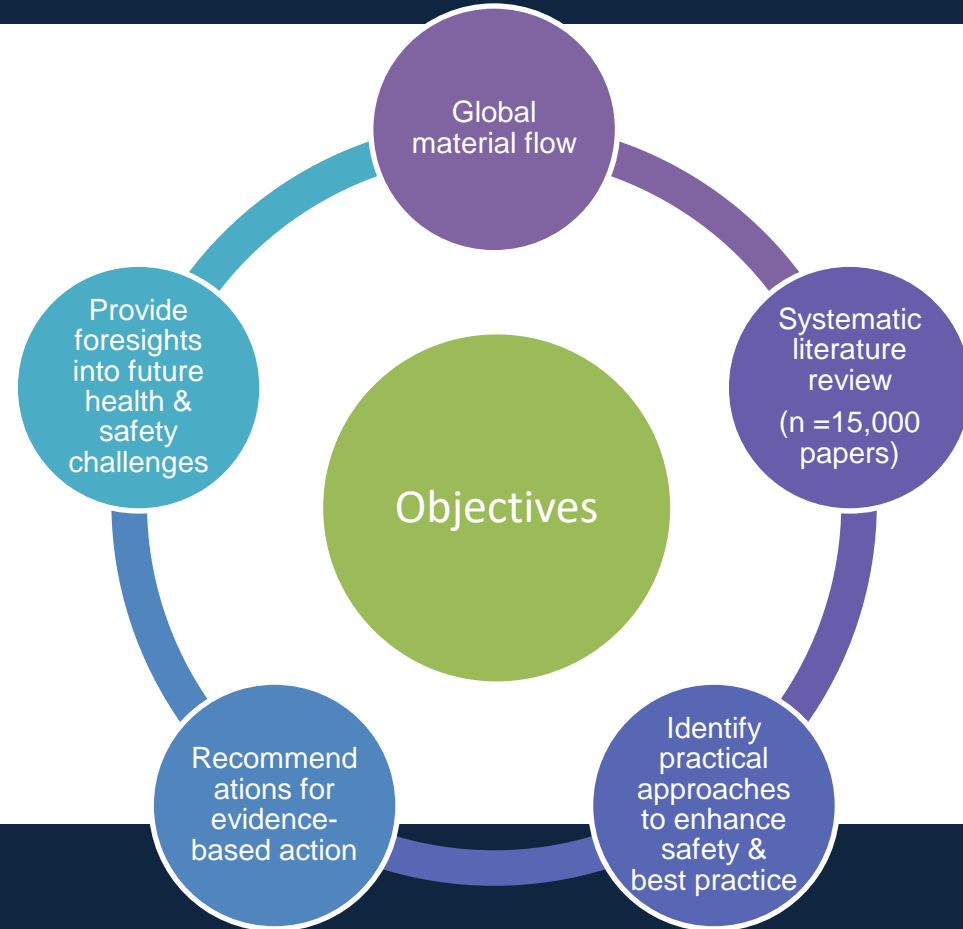 Global
material flow
Systematic
literature
review
(n =15,000
papers)
Identify
practical
approaches
to enhance
safety &
best practice
Recommend
ations for
evidence-
based action
Provide
foresights
into future
health &
safety
challenges
Objectives